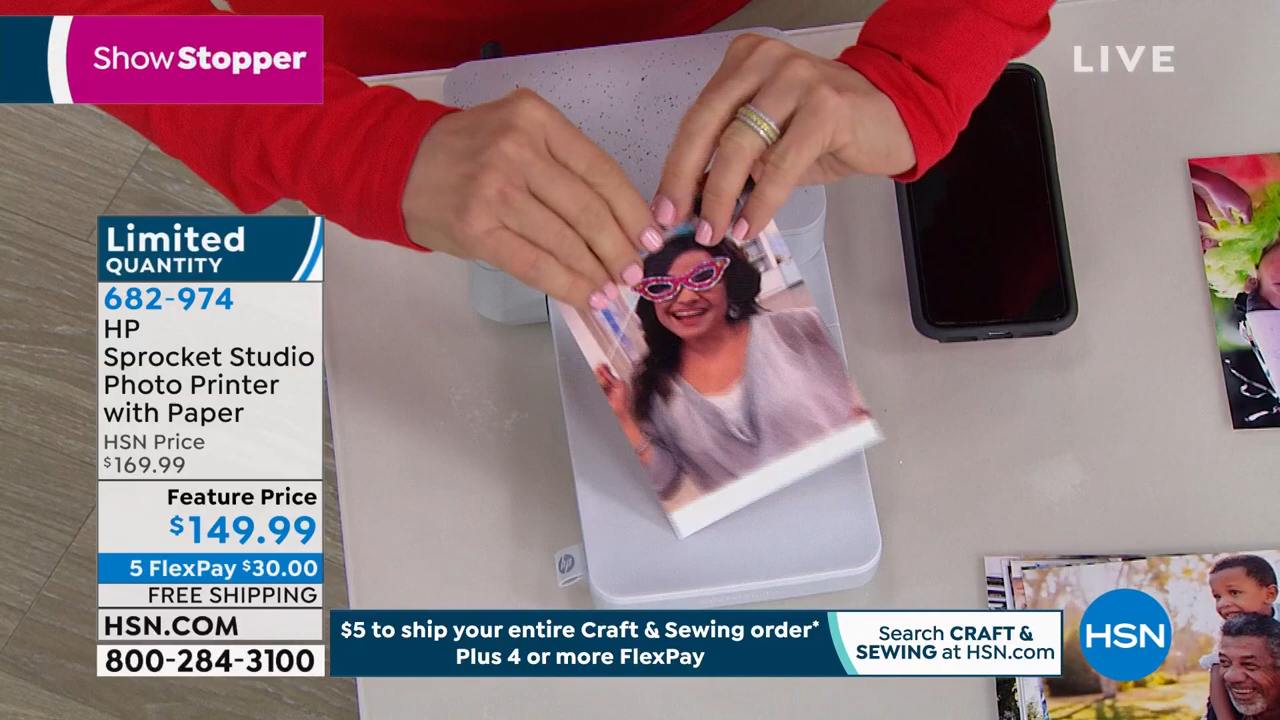 ShowStopper
LIVE
Limited
QUANTITY
682-974
HP
Sprocket Studio
Photo Printer
with Paper
HSN Price
$169.99
Feature Price
$149.99
5 FlexPay $30.00
FREE SHIPPING
HSN.COM
800-284-3100
$5 to ship your entire Craft & Sewing order*
Plus 4 or more FlexPay
Search CRAFT &
SEWING at HSN.com
HSN
hp